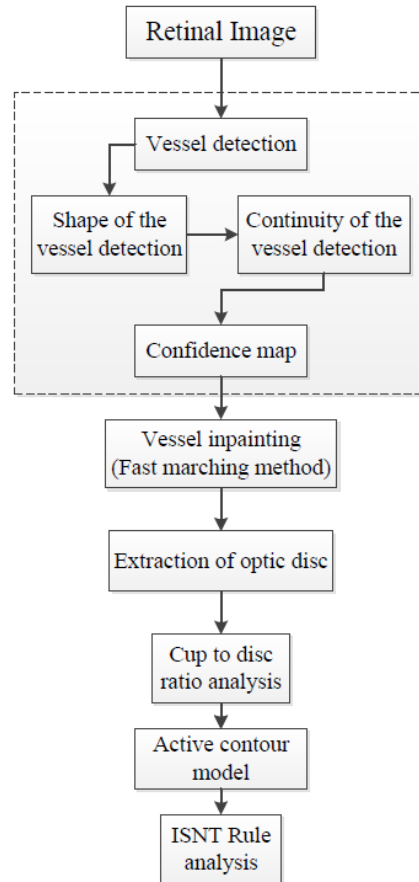 Retinal Image
Vessel detection
Shape of the
vessel detection
Continuity of the
vessel detection
Confidence map
Vessel inpainting
(Fast marching method)
Extraction of optic disc
Cup to disc
ratio analysis
Active contour
model
ISNT Rule
analysis